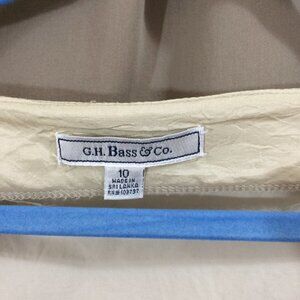 G.H. Bass & Co.
10
MADE IN
SRI LANKA